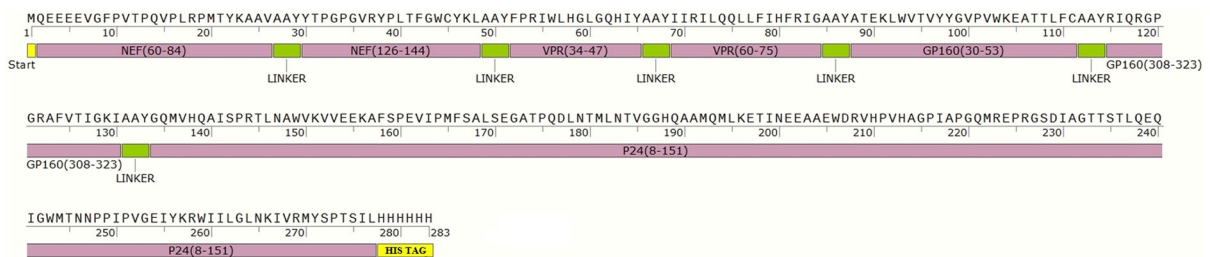 MQEEEEVGFPVTPQVPLRPMTYKAAVAAYYTPGPGVRYPLTFGWCYKLAAYFPRIWLHGLGQHIYAAYIIRILQQLLFIHFRIGAAYATEKLWVTVYYGVPVWKEATTLFCAAYRIQRGP
1 10 20 30 40 50 60 70 80 90 100 110 120
NEF(60-84) NEF(126-144) VPR(34-47) VPR(60-75) GP160(30-53)
Start LINKER LINKER LINKER LINKER LINKER GP160(308-323)
GRAFVTIGKIAAYGQMVHQAISPRTLNAWVKVVEEKAFSPEVIPMFSALSEGATPQDLNTMLNTVGGHQAAMQMLKETINEEAAEWDRVHPVHAGPIAPGQMREPRGSDIAGTTSTLQEQ
130 140 150 160 170 180 190 200 210 220 230 240
P24(8-151)
GP160(308-323) LINKER
IGWMTNNPPIPVGEIYKRWIILGLNKIVRMYSPTSILHHHHHH
250 260 270 280 283
P24(8-151) HIS TAG